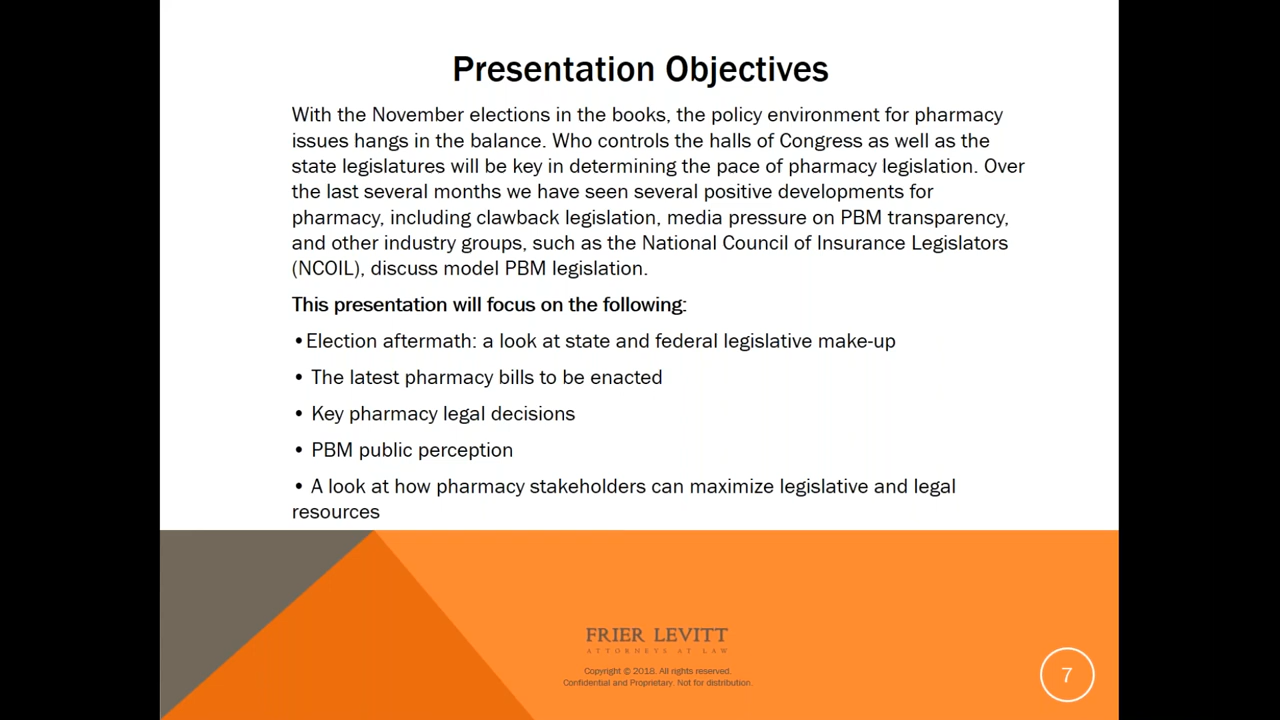 Presentation Objectives
With the November elections in the books, the policy environment for pharmacy
issues hangs in the balance. Who controls the halls of Congress as well as the
state legislatures will be key in determining the pace of pharmacy legislation. Over
the last several months we have seen several positive developments for
pharmacy, including clawback legislation, media pressure on PBM transparency,
and other industry groups, such as the National Council of Insurance Legislators
(NCOIL), discuss model PBM legislation.
This presentation will focus on the following:
•Election aftermath: a look at state and federal legislative make-up
• The latest pharmacy bills to be enacted
• Key pharmacy legal decisions
• PBM public perception
• A look at how pharmacy stakeholders can maximize legislative and legal
resources
FRIER LEVITT
ATTORNEYS AT LAW
Copyright © 2018. All rights reserved.
Confidential and Proprietary. Not for distribution.
7